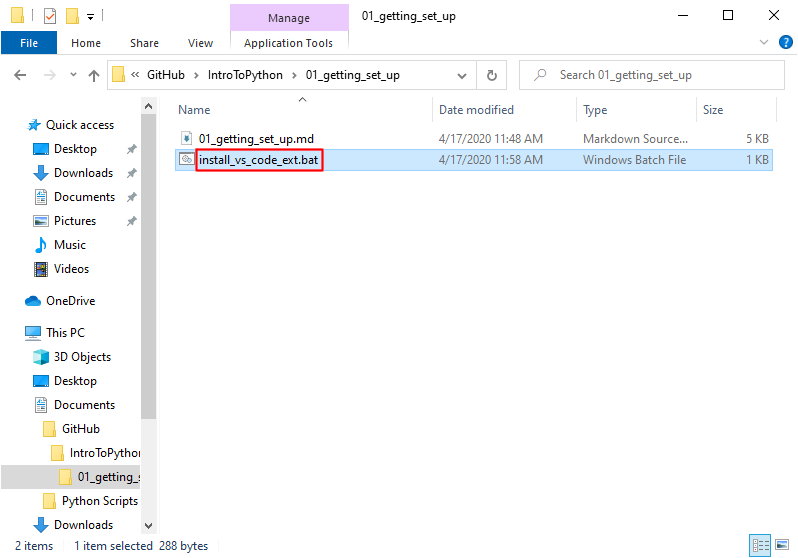 Manage
01_getting_set_up
File
Home
Share
View
Application Tools
?
« GitHub > IntroToPython > 01_getting_set_up
Search 01_getting_set_up
Name
Date modified
Type
Size
01_getting_set_up.md
4/17/2020 11:48 AM
Markdown Source...
5 KB
install_vs_code_ext.bat
4/17/2020 11:58 AM
Windows Batch File
1 KB
Quick access
Desktop
Downloads
Documents
Pictures
Music
Videos
OneDrive
This PC
3D Objects
Desktop
Documents
GitHub
IntroToPython
01_getting_s
Python Scripts
Downloads
2 items
1 item selected 288 bytes